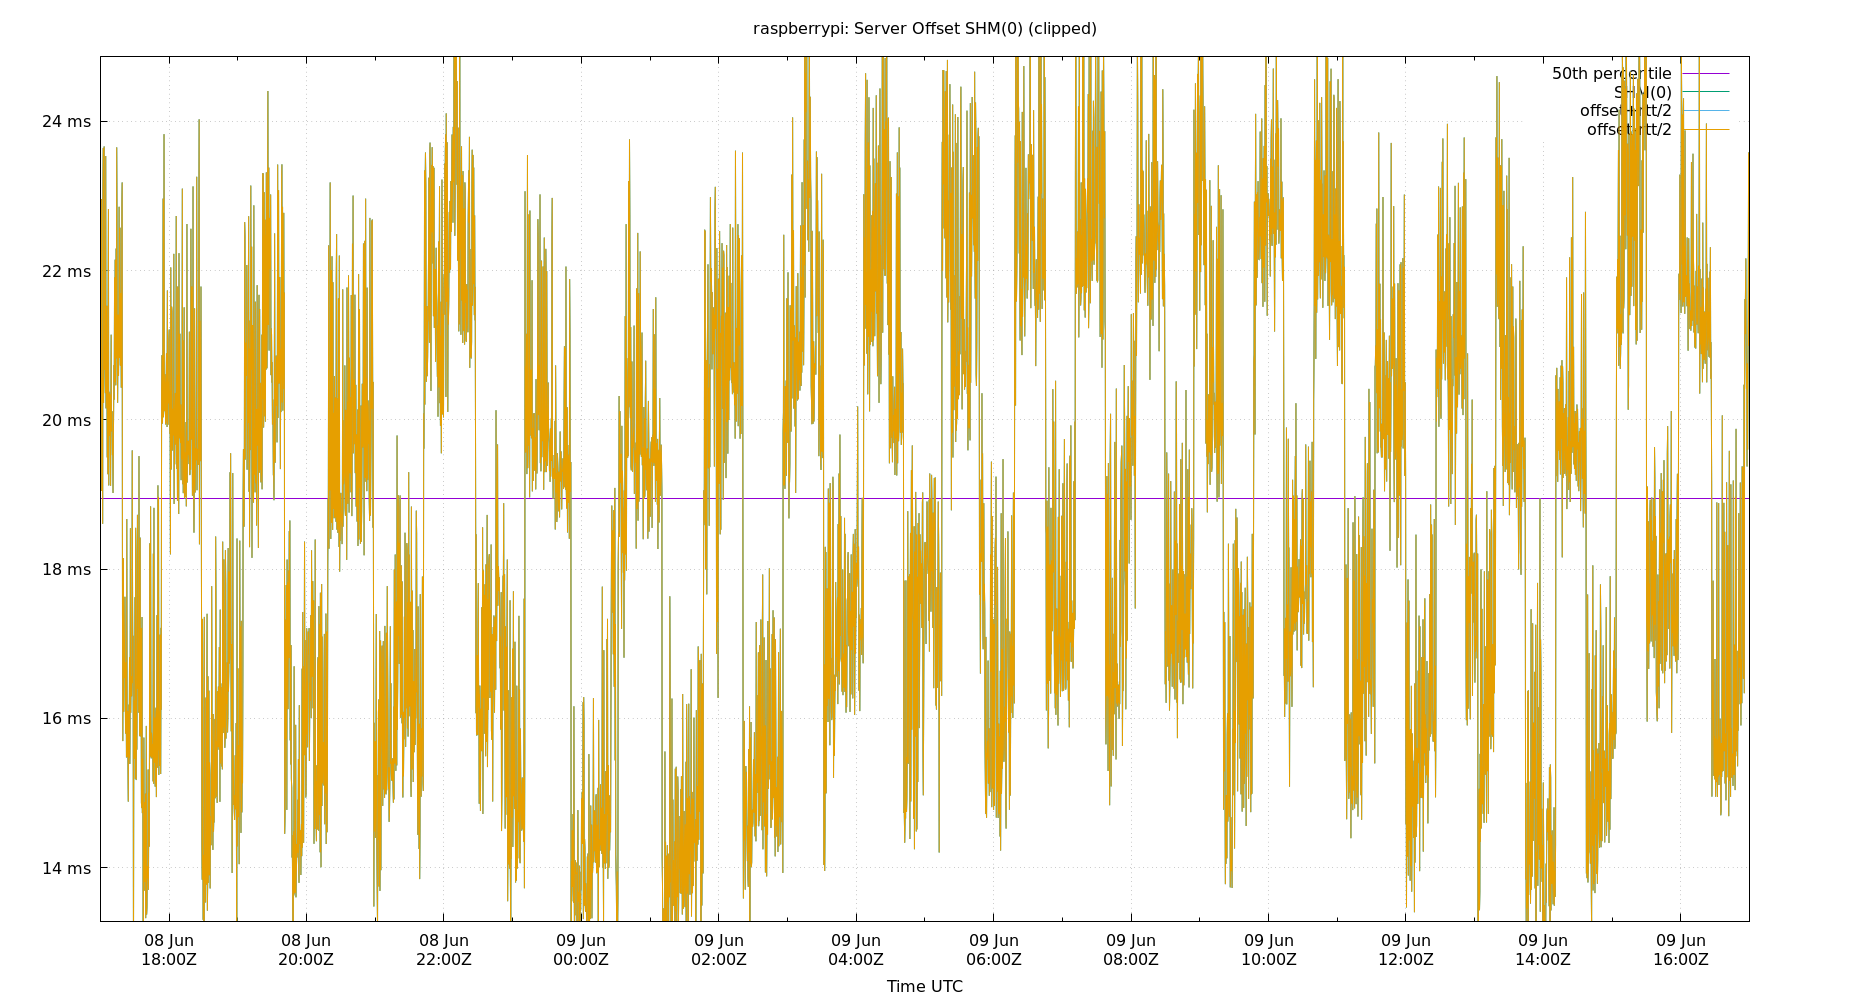 raspberrypi: Server Offset SHM(0) (clipped)
50th percentile
SHM(0)
offset+rtt/2
offset-rtt/2
24 ms
22 ms
20 ms
18 ms
16 ms
14 ms
08 Jun 08 Jun 08 Jun 09 Jun 09 Jun 09 Jun 09 Jun 09 Jun 09 Jun 09 Jun 09 Jun 09 Jun
18:00Z 20:00Z 22:00Z 00:00Z 02:00Z 04:00Z 06:00Z 08:00Z 10:00Z 12:00Z 14:00Z 16:00Z
Time UTC